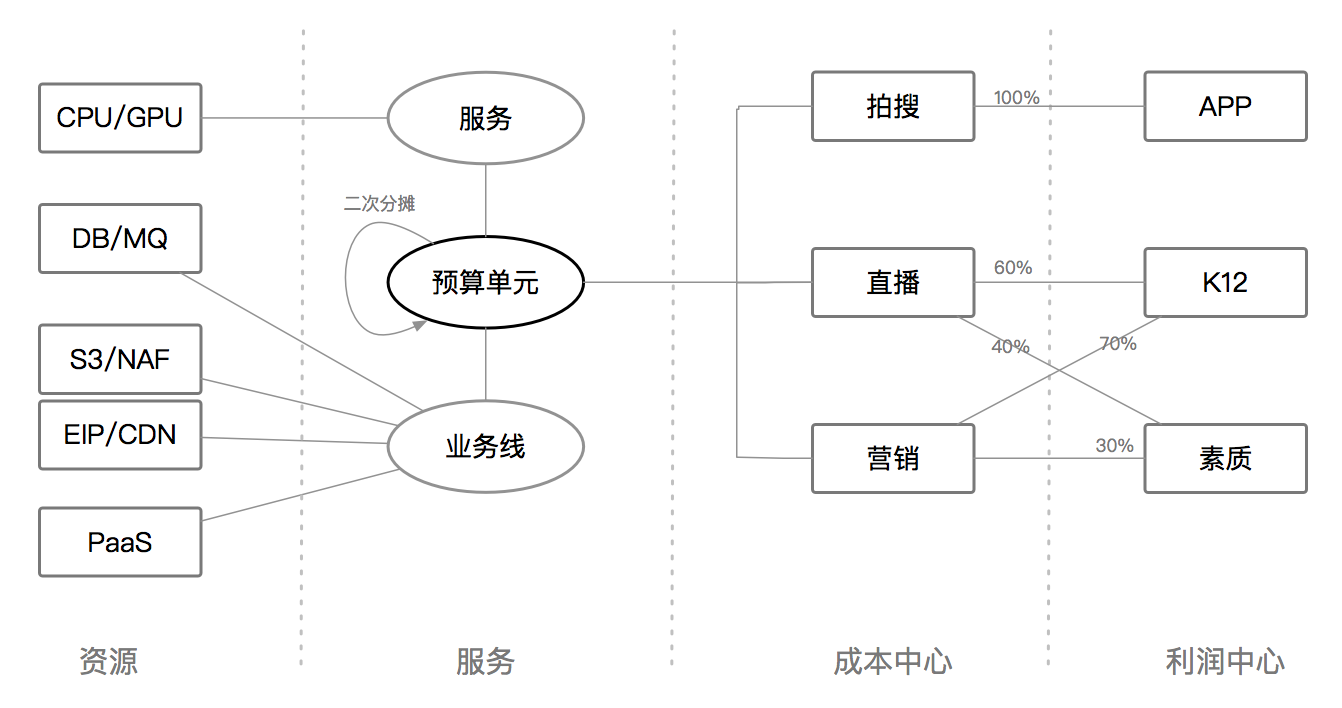 CPU/GPU
服务
拍搜
100%
APP
二次分摊
DB/MQ
预算单元
直播
60%
K12
40%
70%
S3/NAF
EIP/CDN
业务线
营销
30%
素质
PaaS
资源
服务
成本中心
利润中心